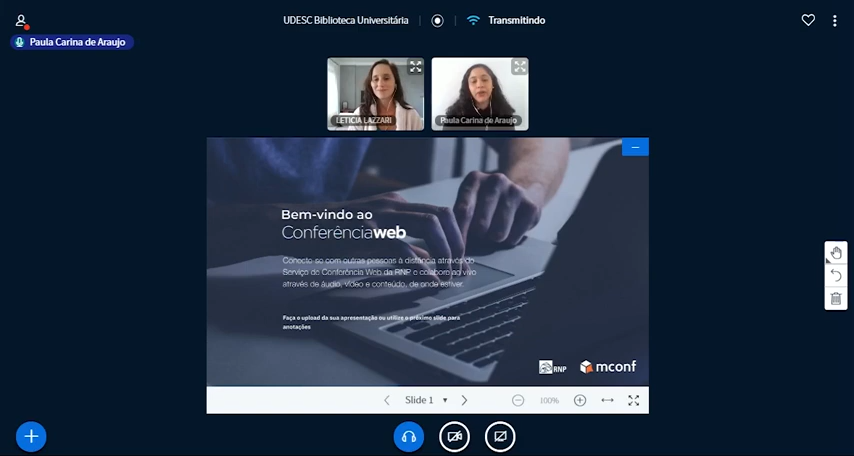 UDESC Biblioteca Universitária
Transmitindo
Paula Carina de Araujo
LETICIA LAZZARI
Paula Carina de Araujo
Bem-vindo ao
Conferênciaweb
Conecte-se com outras pessoas à distância através do
Serviço de Conferência Web da RNP e colabore ao vivo
através de áudio, vídeo e conteúdo, de onde estiver.
Faça o upload da sua apresentação ou utilize o próximo slide para
anotações
RNP
mconf
Slide 1
100%